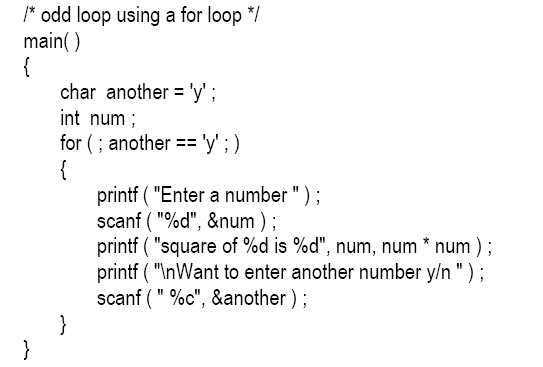 /* odd loop using a for loop */
main( )
{
char  another = 'y' ;
int  num ;
for ( ; another == 'y' ; )
{
printf ( "Enter a number " ) ;
scanf ( "%d", &num ) ;
printf ( "square of %d is %d", num, num * num ) ;
printf ( "\nWant to enter another number y/n " ) ;
scanf ( " %c", &another ) ;
}
}